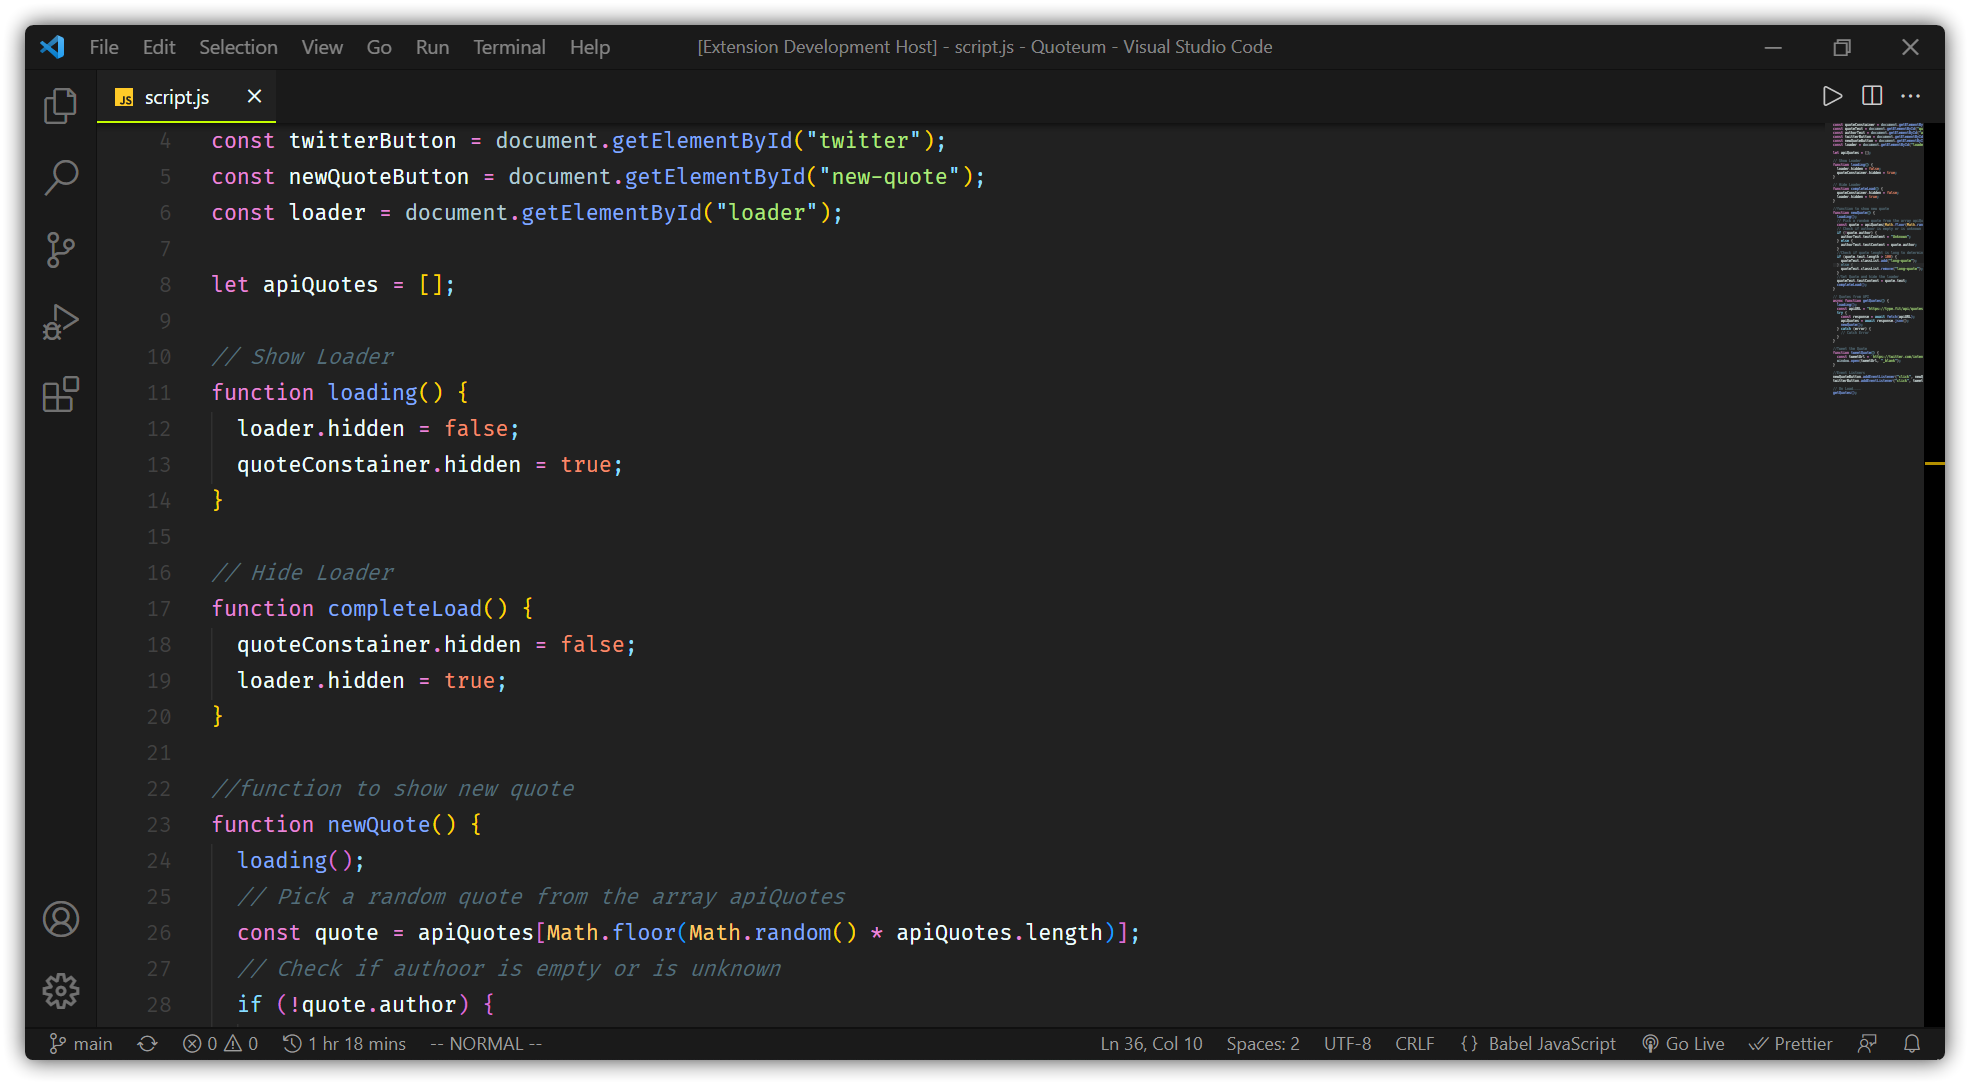 File Edit Selection View Go Run Terminal Help [Extension Development Host] - script.js - Quoteum - Visual Studio Code
JS script.js
4 const twitterButton = document.getElementById("twitter");
5 const newQuoteButton = document.getElementById("new-quote");
6 const loader = document.getElementById("loader");
7
8 let apiQuotes = [];
9
10 // Show Loader
11 function loading() {
12 loader.hidden = false;
13 quoteConstainer.hidden = true;
14 }
15
16 // Hide Loader
17 function completeLoad() {
18 quoteConstainer.hidden = false;
19 loader.hidden = true;
20 }
21
22 //function to show new quote
23 function newQuote() {
24 loading();
25 // Pick a random quote from the array apiQuotes
26 const quote = apiQuotes[Math.floor(Math.random() * apiQuotes.length)];
27 // Check if authoor is empty or is unknown
28 if (!quote.author) {
main 0 0 1 hr 18 mins -- NORMAL -- Ln 36, Col 10 Spaces: 2 UTF-8 CRLF {} Babel JavaScript Go Live Prettier